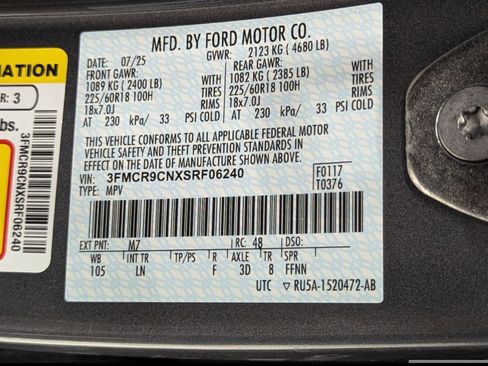 MFD. BY FORD MOTOR CO.
DATE: 07/25 GVWR: 2123 KG ( 4680 LB)
FRONT GAWR: REAR GAWR:
1089 KG ( 2400 LB) WITH 1082 KG ( 2385 LB) WITH
225/60R18 100H TIRES 225/60R18 100H TIRES
18x7.0J RIMS 18x7.0J RIMS
AT 230 kPa/ 33 PSI COLD AT 230 kPa/ 33 PSI COLD
THIS VEHICLE CONFORMS TO ALL APPLICABLE FEDERAL MOTOR
VEHICLE SAFETY AND THEFT PREVENTION STANDARDS IN
EFFECT ON THE DATE OF MANUFACTURE SHOWN ABOVE.
VIN: 3FMCR9CNXSRF06240
TYPE: MPV
F0117
T0376
EXT PNT: M7 RC: 48 DSO:
WB INT TR TP/PS R AXLE TR SPR
105 LN F 3D 8 FFNN
UTC ▽ RU5A-1520472-AB
MATION
R: 3
bs.
3FMCR9CNXSRF06240